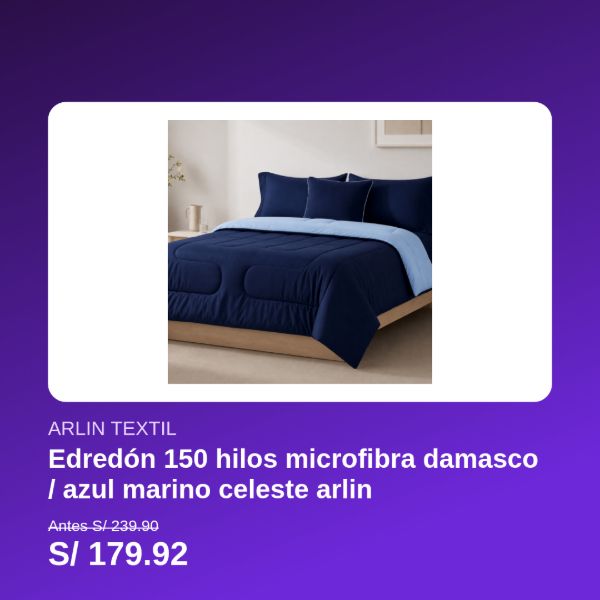 ARLIN TEXTIL
Edredón 150 hilos microfibra damasco
/ azul marino celeste arlin
Antes S/ 239.90
S/ 179.92